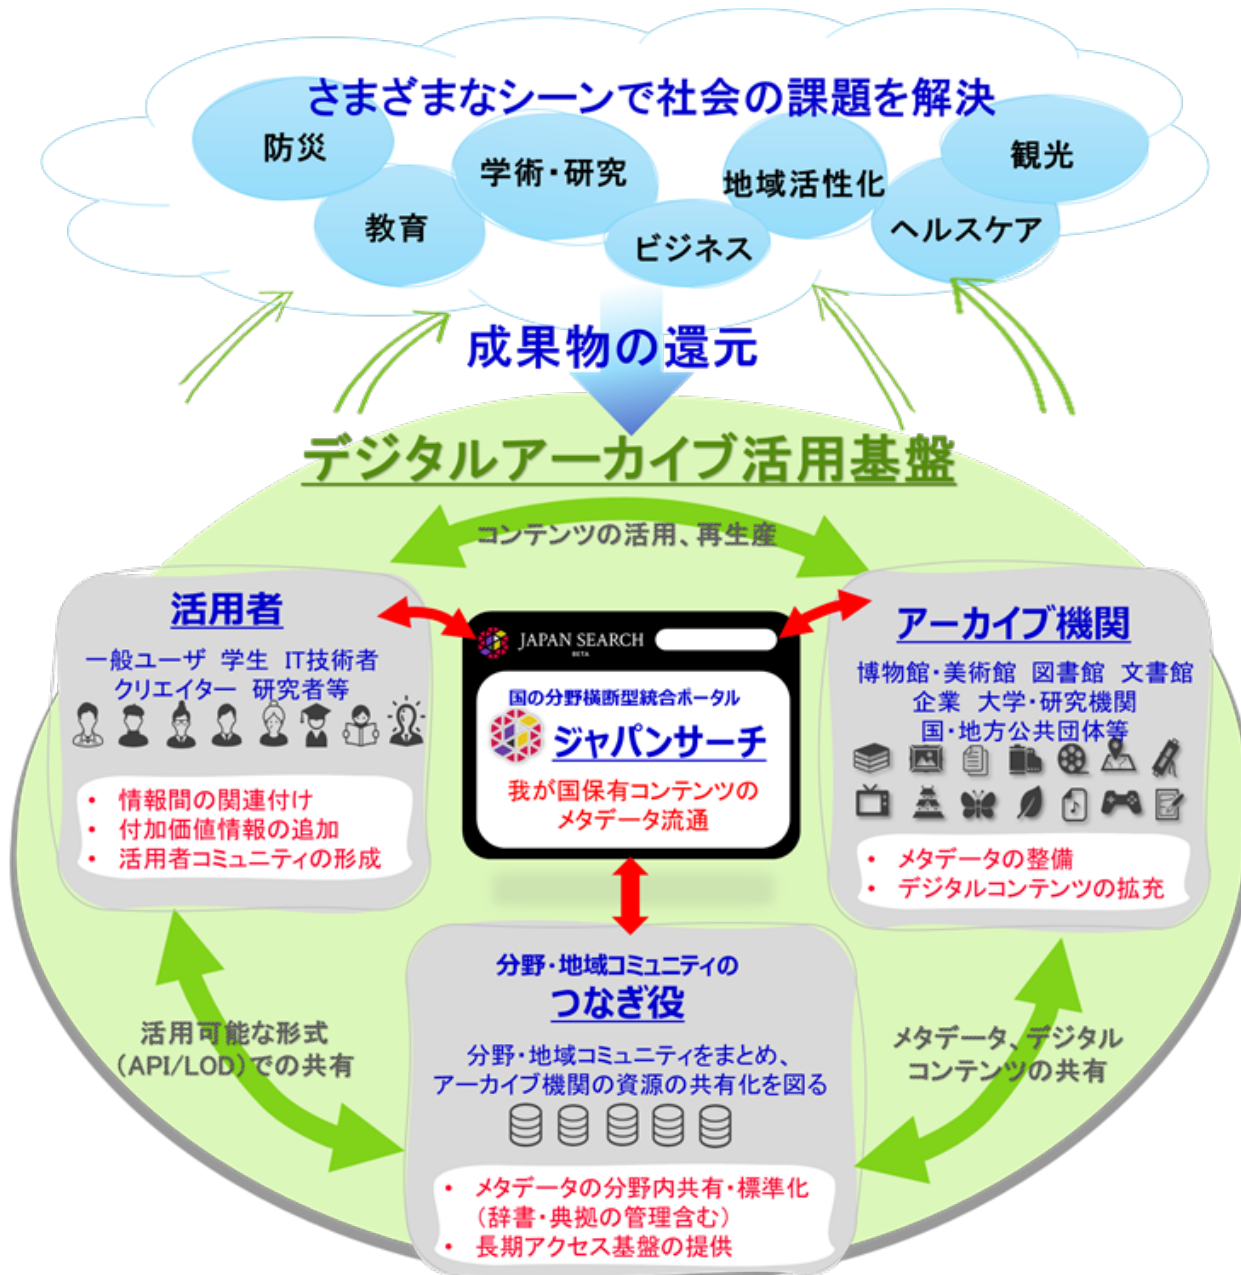 さまざまなシーンで社会の課題を解決
防災
学術・研究
地域活性化
観光
教育
ビジネス
ヘルスケア
成果物の還元
デジタルアーカイブ活用基盤
コンテンツの活用、再生産
活用者
一般ユーザ 学生 IT技術者
クリエイター 研究者等
・ 情報間の関連付け
・ 付加価値情報の追加
・ 活用者コミュニティの形成
JAPAN SEARCH
BETA
国の分野横断型統合ポータル
ジャパンサーチ
我が国保有コンテンツの
メタデータ流通
アーカイブ機関
博物館・美術館 図書館 文書館
企業 大学・研究機関
国・地方公共団体等
・ メタデータの整備
・ デジタルコンテンツの拡充
分野・地域コミュニティの
つなぎ役
分野・地域コミュニティをまとめ、
アーカイブ機関の資源の共有化を図る
・ メタデータの分野内共有・標準化
(辞書・典拠の管理含む)
・ 長期アクセス基盤の提供
活用可能な形式
(API/LOD)での共有
メタデータ、デジタル
コンテンツの共有